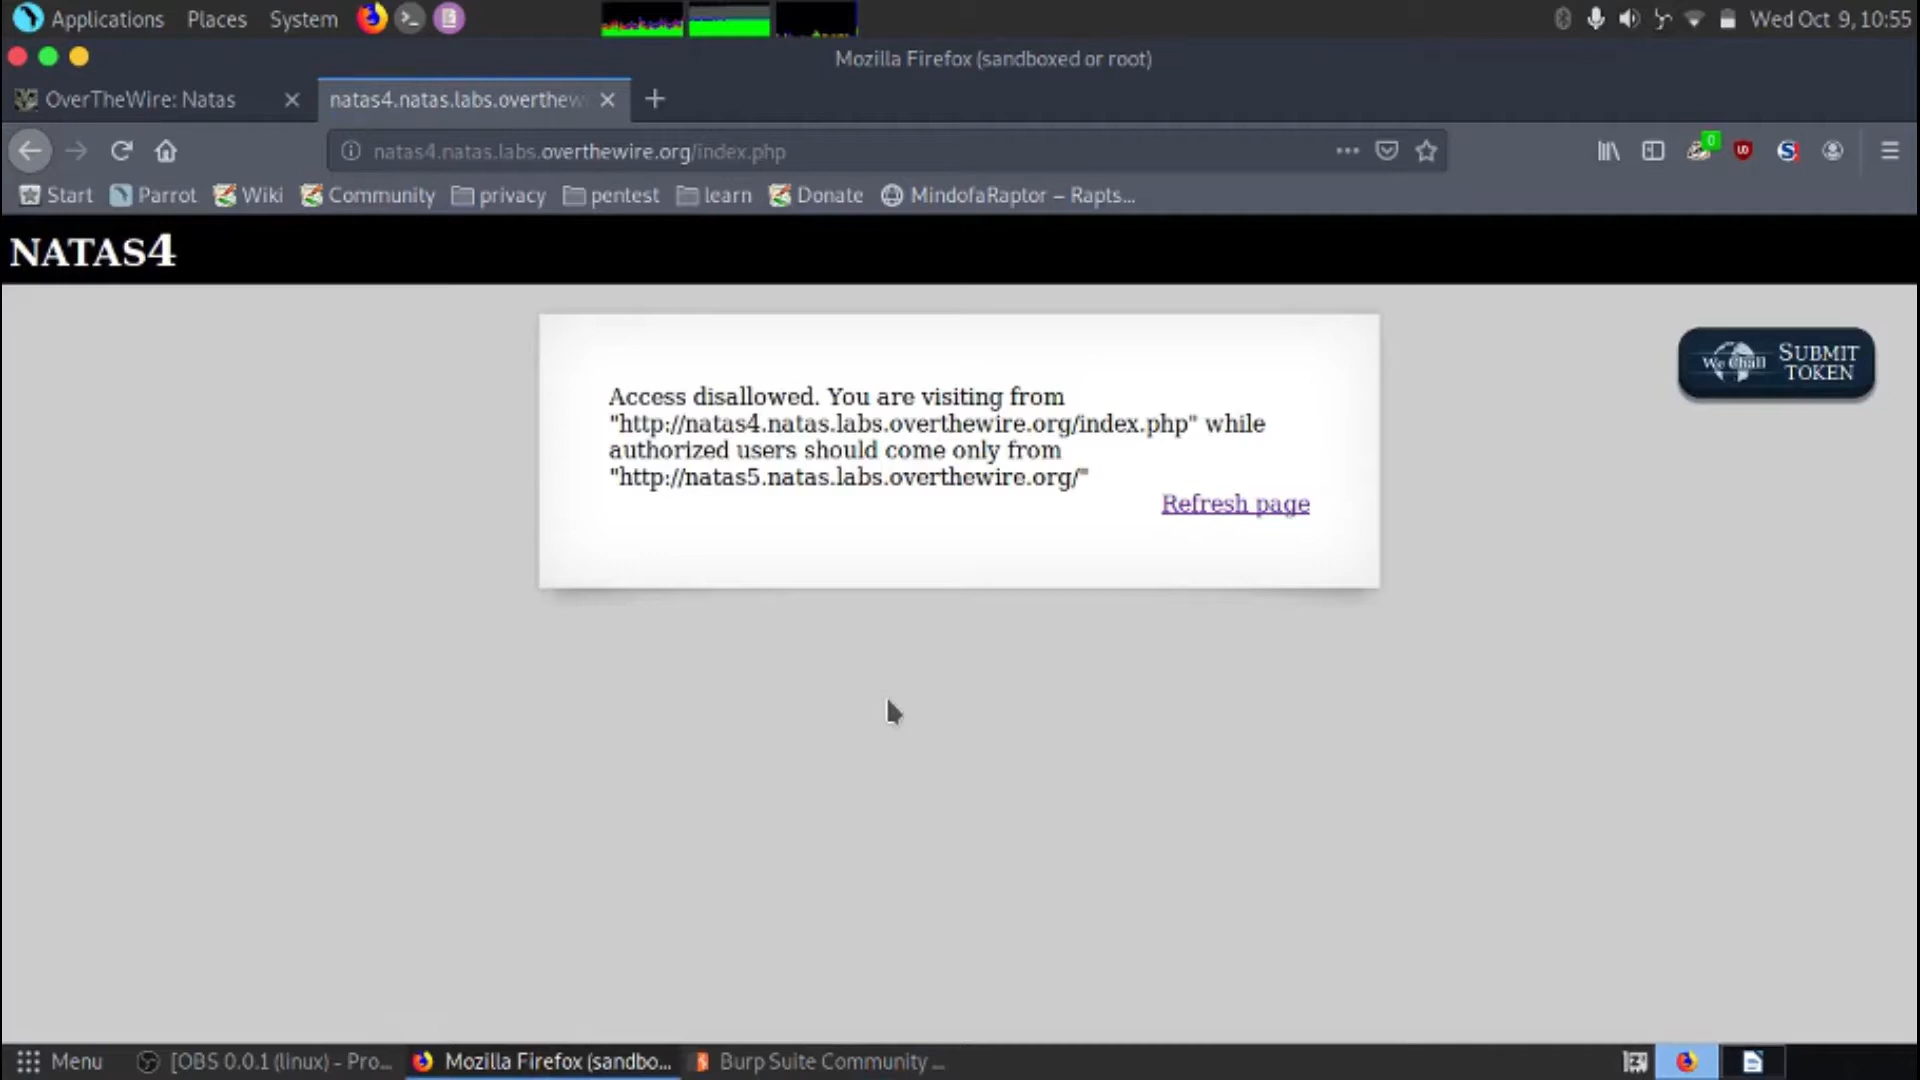 Applications Places System Wed Oct 9, 10:55
Mozilla Firefox (sandboxed or root)
OverTheWire: Natas natas4.natas.labs.overthew
natas4.natas.labs.overthewire.org/index.php 0
Start Parrot Wiki Community privacy pentest learn Donate MindofaRaptor – Rapts...
NATAS4
Access disallowed. You are visiting from
"http://natas4.natas.labs.overthewire.org/index.php" while
authorized users should come only from
"http://natas5.natas.labs.overthewire.org/"
Refresh page
We Chall SUBMIT
TOKEN
Menu [OBS 0.0.1 (linux) - Pro... Mozilla Firefox (sandbo... Burp Suite Community ...